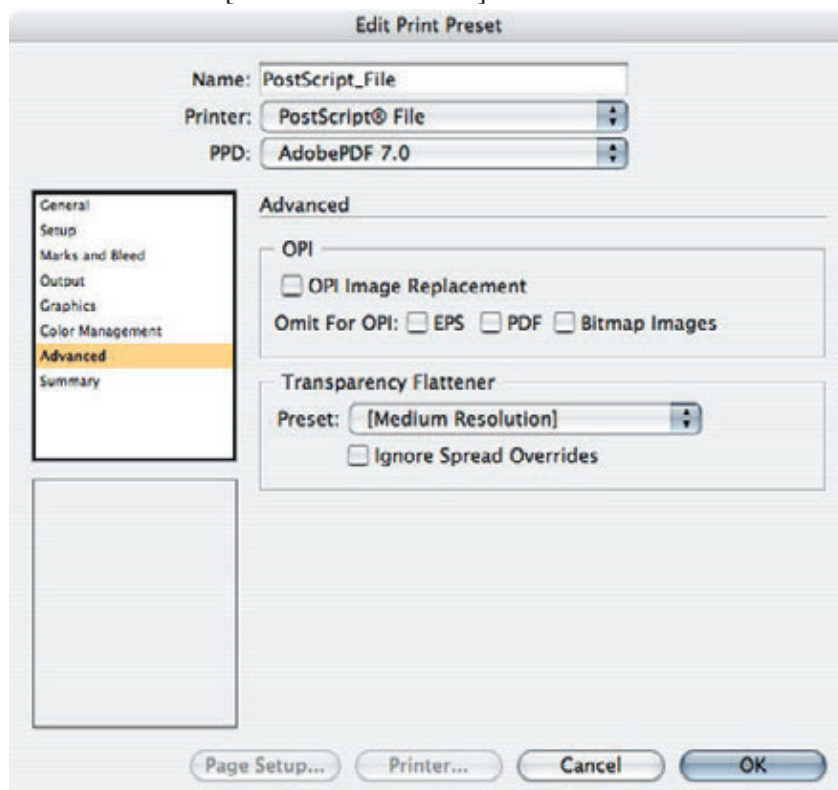 Edit Print Preset
Name: PostScript_File
Printer: PostScript® File
PPD: AdobePDF 7.0
General
Setup
Marks and Bleed
Output
Graphics
Color Management
Advanced
Summary
Advanced
OPI
OPI Image Replacement
Omit For OPI: EPS PDF Bitmap Images
Transparency Flattener
Preset: [Medium Resolution]
Ignore Spread Overrides
Page Setup... Printer... Cancel OK